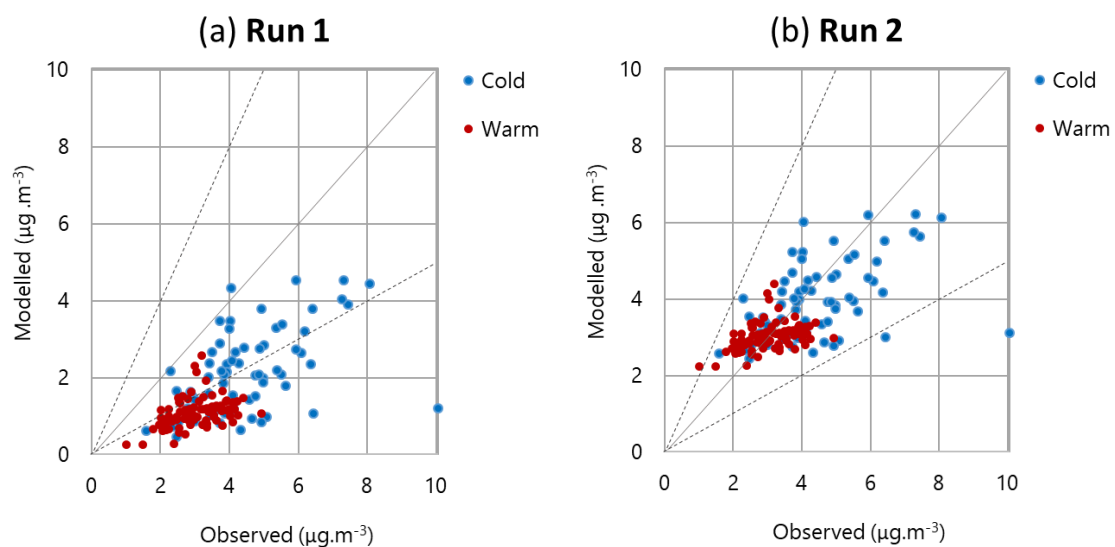 (a) Run 1
10
8
6
4
2
0
0 2 4 6 8 10
Modelled (µg.m⁻³)
Observed (µg.m⁻³)
Cold
Warm
(b) Run 2
10
8
6
4
2
0
0 2 4 6 8 10
Modelled (µg.m⁻³)
Observed (µg.m⁻³)
Cold
Warm